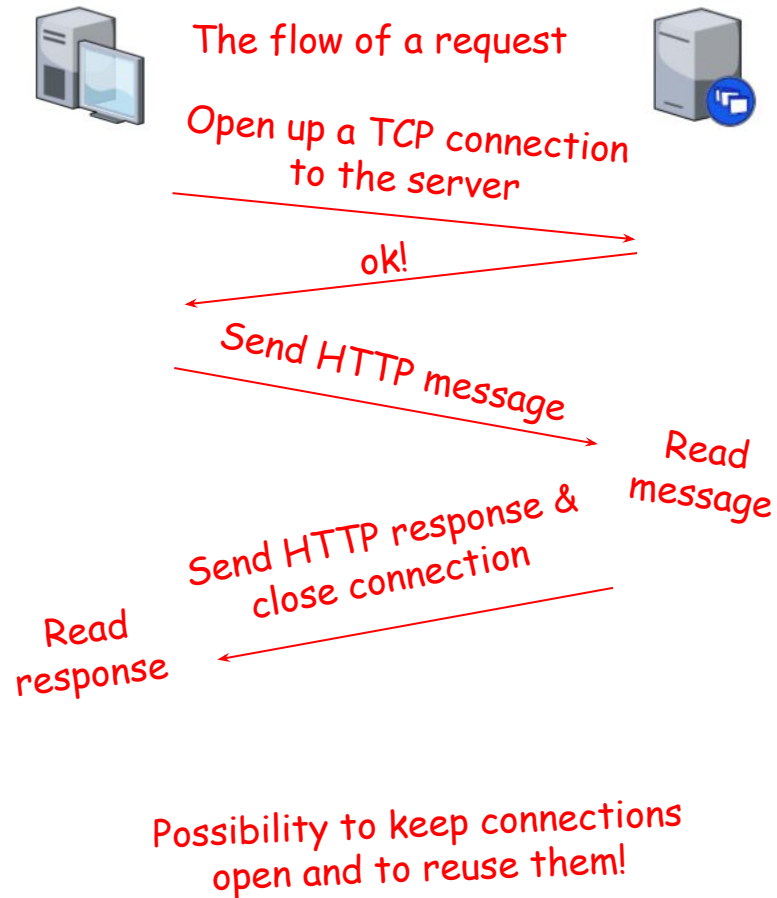 The flow of a request
Open up a TCP connection
to the server
ok!
Send HTTP message
Read
message
Send HTTP response &
close connection
Read
response
Possibility to keep connections
open and to reuse them!